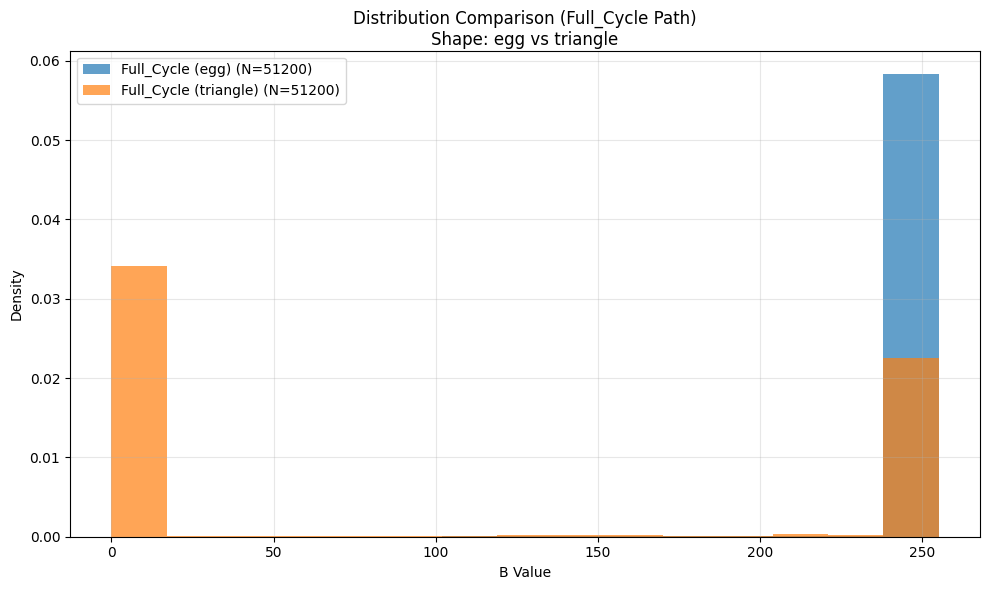 Distribution Comparison (Full_Cycle Path)
Shape: egg vs triangle
Full_Cycle (egg) (N=51200)
Full_Cycle (triangle) (N=51200)
0.06
0.05
0.04
0.03
0.02
0.01
0.00
Density
0 50 100 150 200 250
B Value